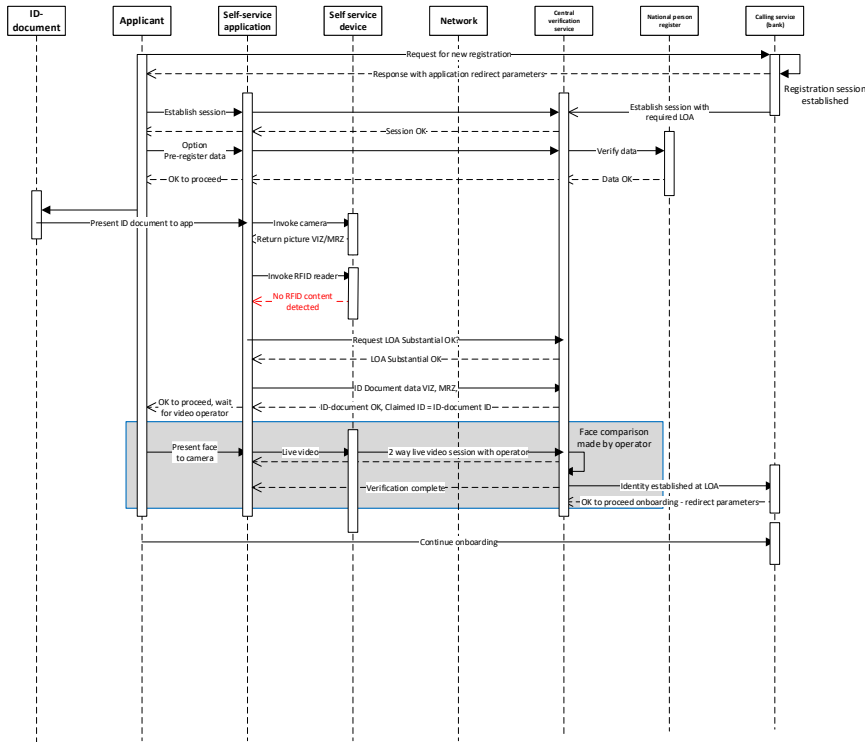 ID-
document
Applicant
Self-service
application
Self service
device
Network
Central
verification
service
National person
register
Calling service
(bank)
Request for new registration
Response with application redirect parameters
Registration session
established
Establish session
Establish session with
required LOA
Session OK
Option
Pre-register data
Verify data
OK to proceed
Data OK
Present ID document to app
Invoke camera
Return picture VIZ/MRZ
Invoke RFID reader
No RFID content
detected
Request LOA Substantial OK?
LOA Substantial OK
ID Document data VIZ, MRZ,
OK to proceed, wait
for video operator
ID-document OK, Claimed ID = ID-document ID
Face comparison
made by operator
Present face
to camera
Live video
2 way live video session with operator
Verification complete
Identity established at LOA
OK to proceed onboarding - redirect parameters
Continue onboarding